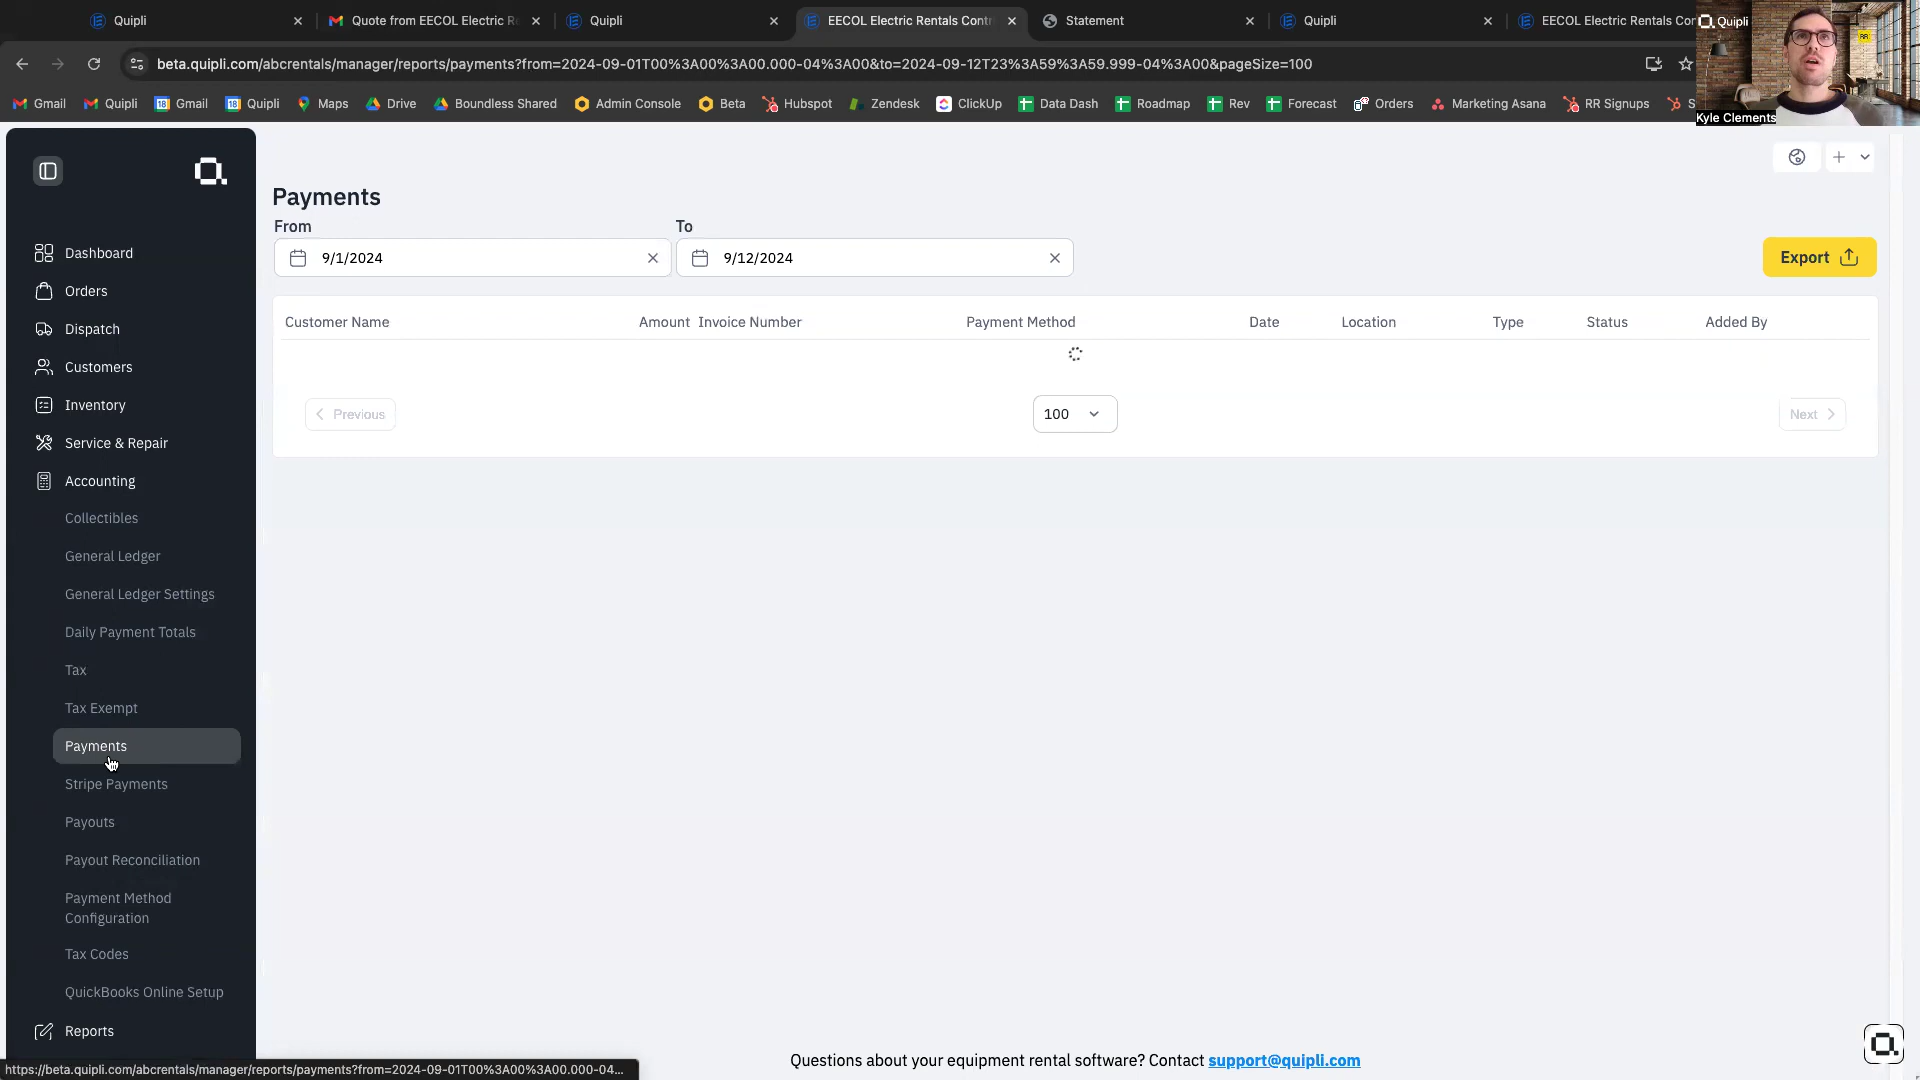 Quipli
Quote from EECOL Electric R
Quipli
EECOL Electric Rentals Contr
Statement
Quipli
EECOL Electric Rentals Cor
Quipli
beta.quipli.com/abcrentals/manager/reports/payments?from=2024-09-01T00%3A00%3A00.000-04%3A00&to=2024-09-12T23%3A59%3A59.999-04%3A00&pageSize=100
Gmail
Quipli
Gmail
Quipli
Maps
Drive
Boundless Shared
Admin Console
Beta
Hubspot
Zendesk
ClickUp
Data Dash
Roadmap
Rev
Forecast
Orders
Marketing Asana
RR Signups
S
Kyle Clements
Payments
From
To
9/1/2024
9/12/2024
Export
Customer Name Amount Invoice Number Payment Method Date Location Type Status Added By
Previous
100
Next
Dashboard
Orders
Dispatch
Customers
Inventory
Service & Repair
Accounting
Collectibles
General Ledger
General Ledger Settings
Daily Payment Totals
Tax
Tax Exempt
Payments
Stripe Payments
Payouts
Payout Reconciliation
Payment Method
Configuration
Tax Codes
QuickBooks Online Setup
Reports
Questions about your equipment rental software? Contact support@quipli.com
https://beta.quipli.com/abcrentals/manager/reports/payments?from=2024-09-01T00%3A00%3A00.000-04...